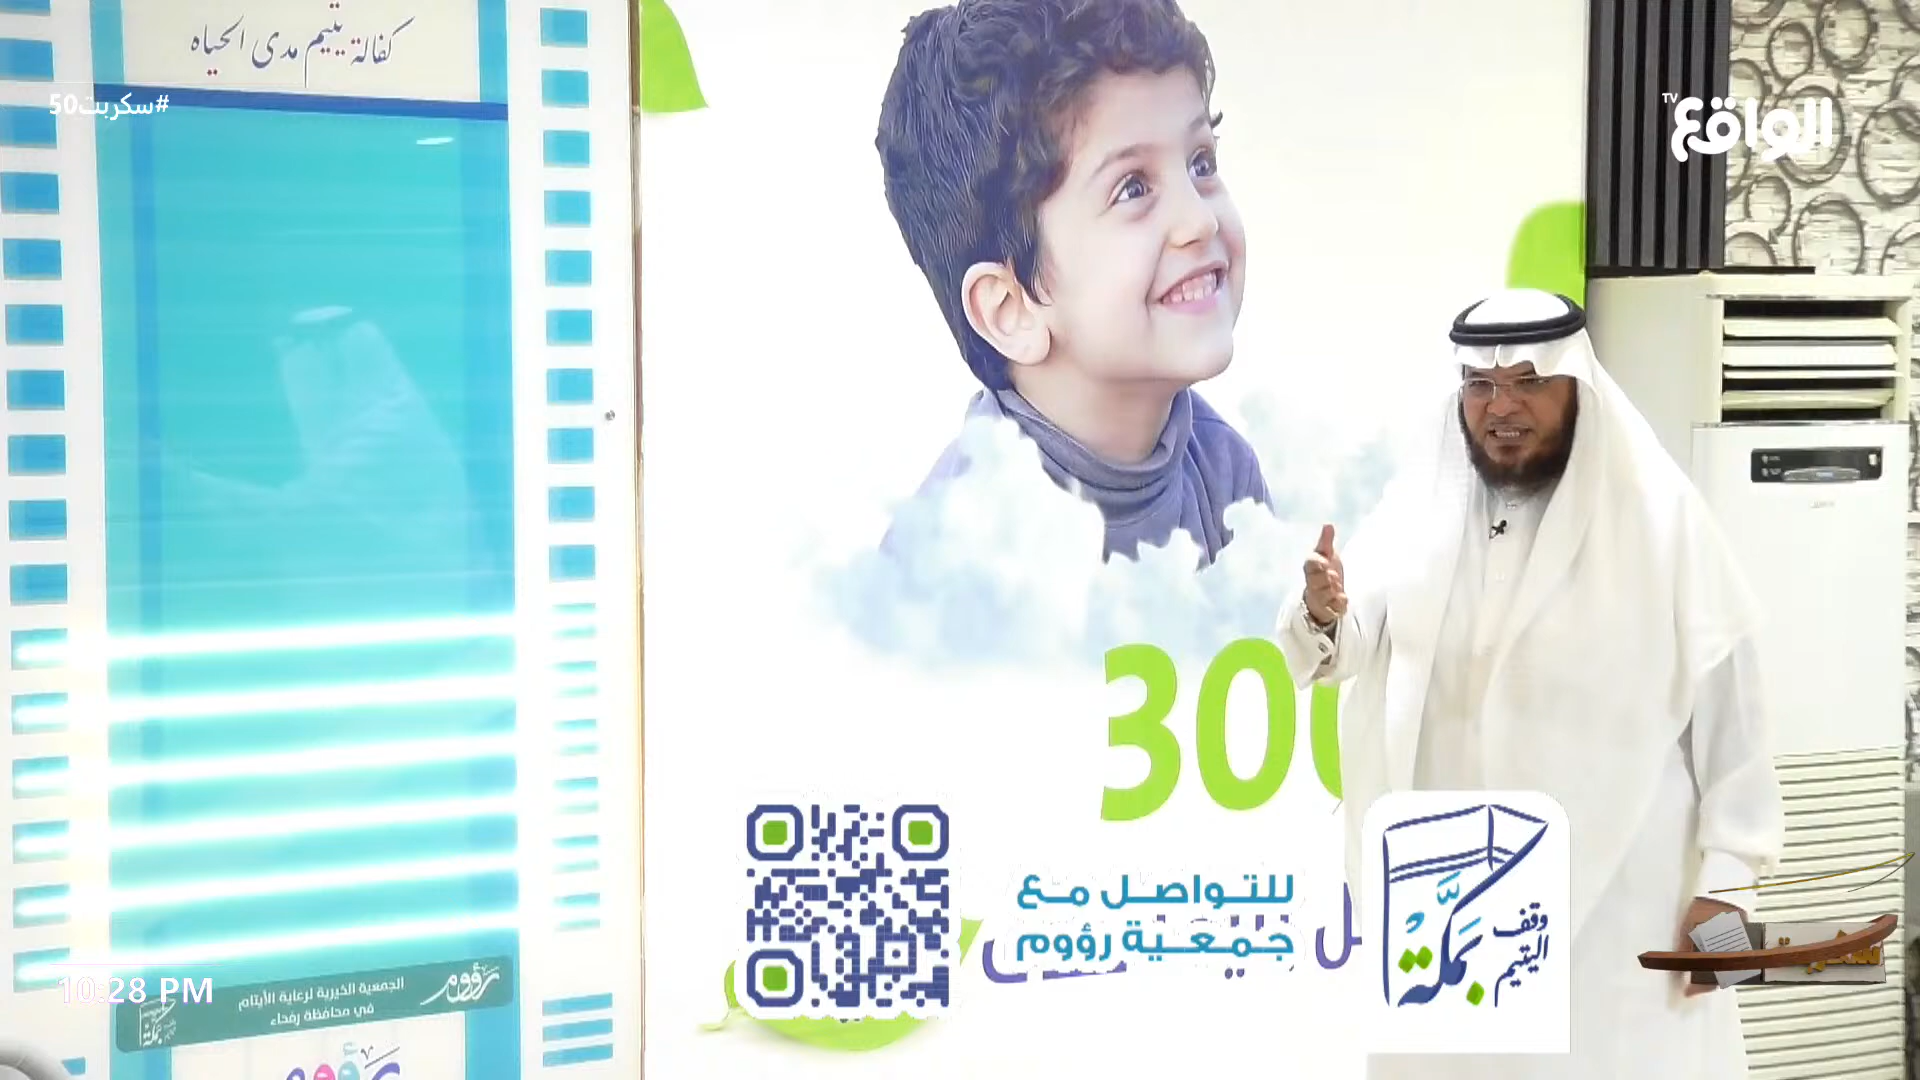 كفالة يتيم مدى الحياه
#سكربت50
الواقع TV
300
للتواصل مع
جمعية رؤوم
وقف
اليتيم
بمكة
10:28 PM
رؤوم
الجمعية الخيرية لرعاية الأيتام
في محافظة رفحاء